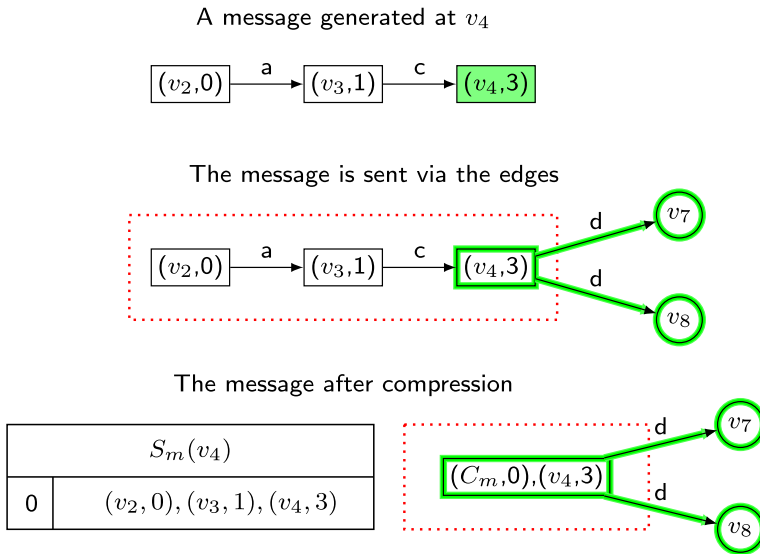 A message generated at v₄
a c
(v₂,0) (v₃,1) (v₄,3)
The message is sent via the edges
v₇
d
a c
(v₂,0) (v₃,1) (v₄,3)
d
v₈
The message after compression
Sₘ(v₄)
0 (v₂, 0), (v₃, 1), (v₄, 3)
v₇
d
(Cₘ,0),(v₄,3)
d
v₈